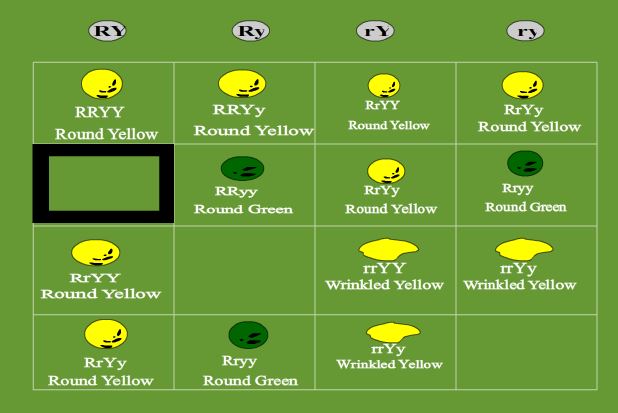 RY Ry rY ry
RRYY RRYy RrYY RrYy
Round Yellow Round Yellow Round Yellow Round Yellow
RRyy RrYy Rryy
Round Green Round Yellow Round Green
RrYY rrYY rrYy
Round Yellow Wrinkled Yellow Wrinkled Yellow
RrYy Rryy rrYy
Round Yellow Round Green Wrinkled Yellow